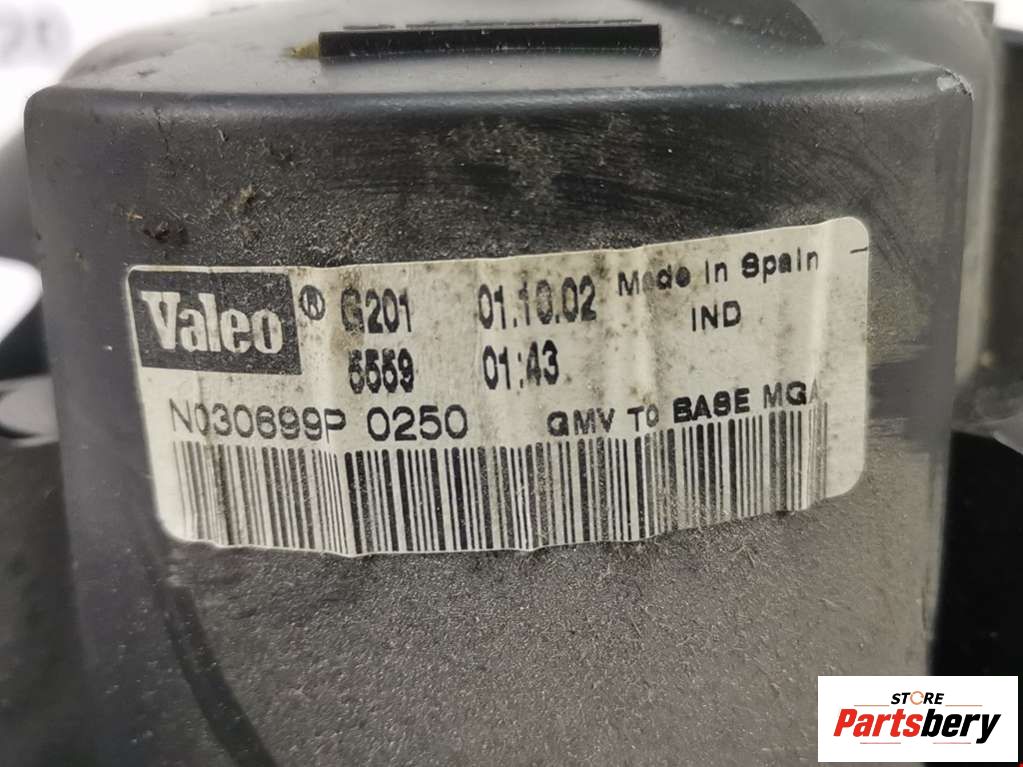 Valeo ® G201 01.10.02 Made In Spain
5559 01:43 IND
N030699P 0250 GMV TO BASE MGA
STORE
Partsbery